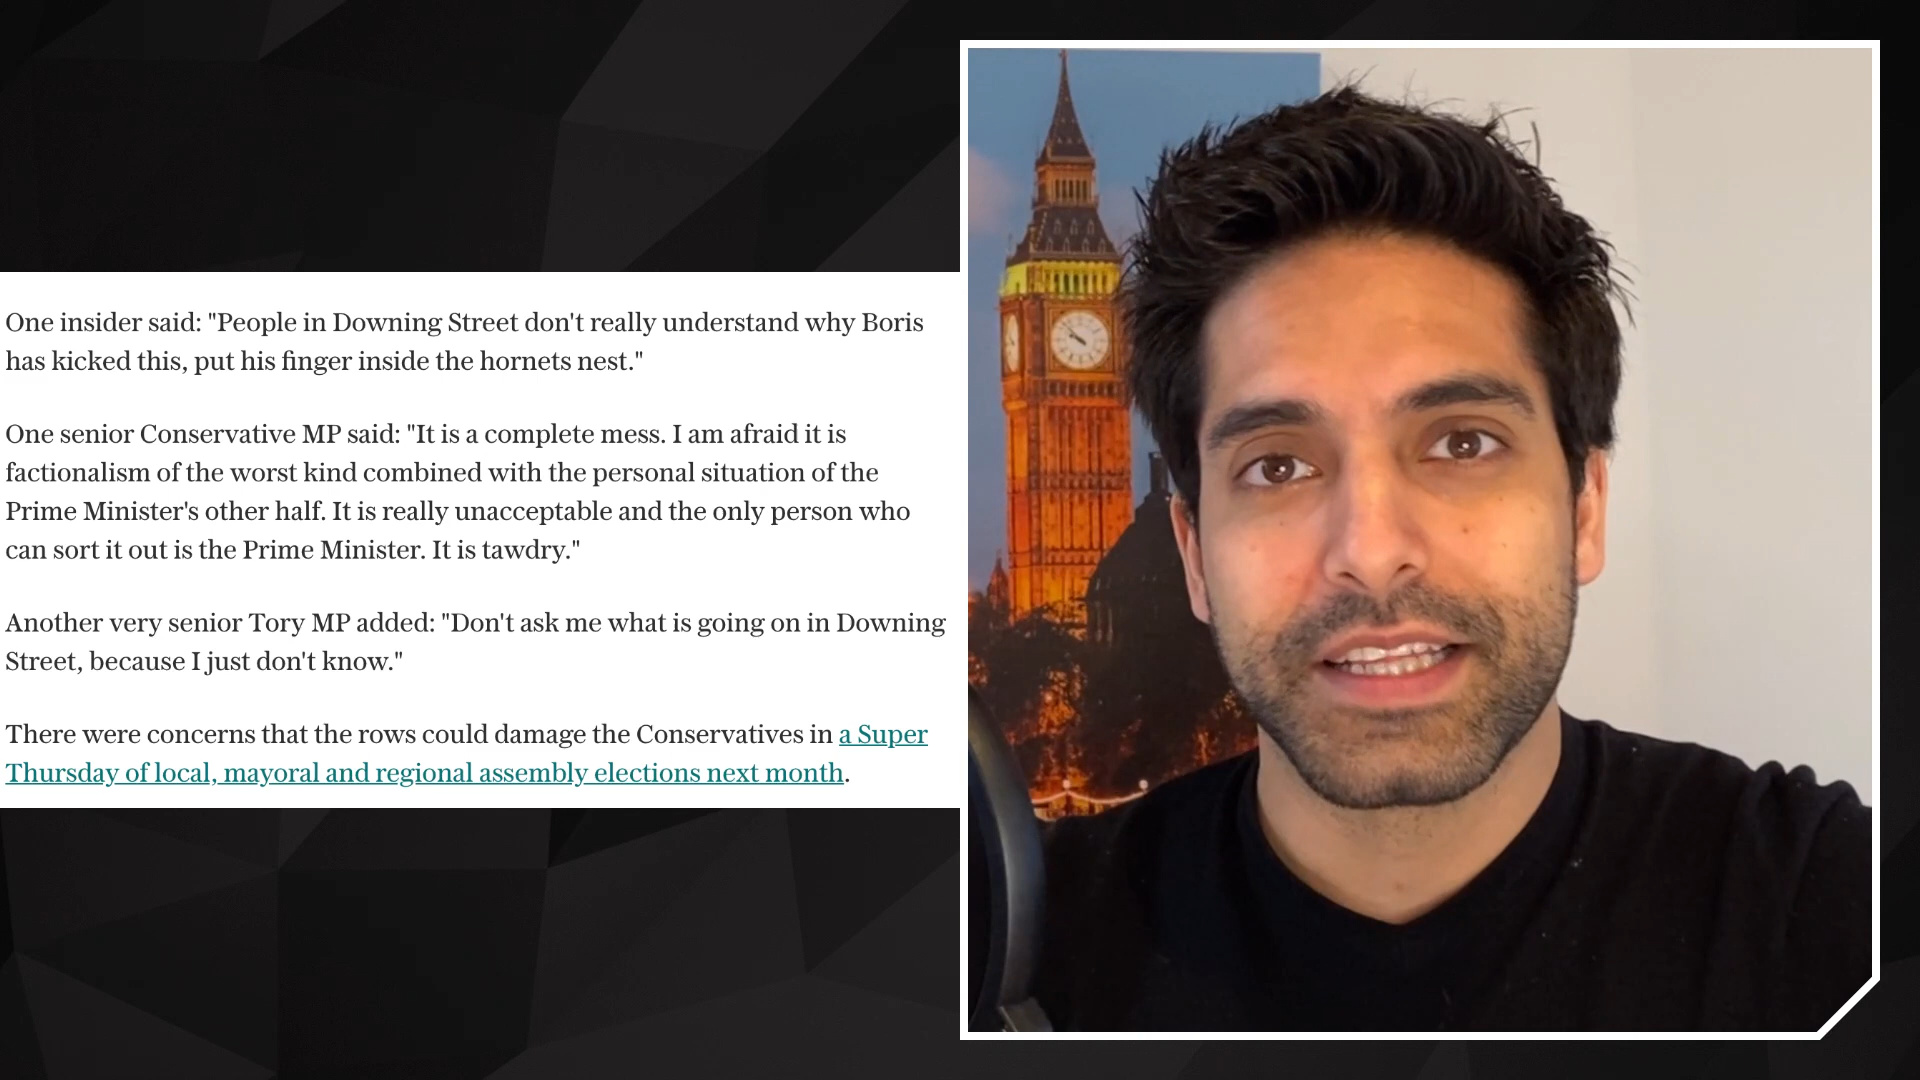 One insider said: "People in Downing Street don't really understand why Boris
has kicked this, put his finger inside the hornets nest."
One senior Conservative MP said: "It is a complete mess. I am afraid it is
factionalism of the worst kind combined with the personal situation of the
Prime Minister's other half. It is really unacceptable and the only person who
can sort it out is the Prime Minister. It is tawdry."
Another very senior Tory MP added: "Don't ask me what is going on in Downing
Street, because I just don't know."
There were concerns that the rows could damage the Conservatives in a Super
Thursday of local, mayoral and regional assembly elections next month.